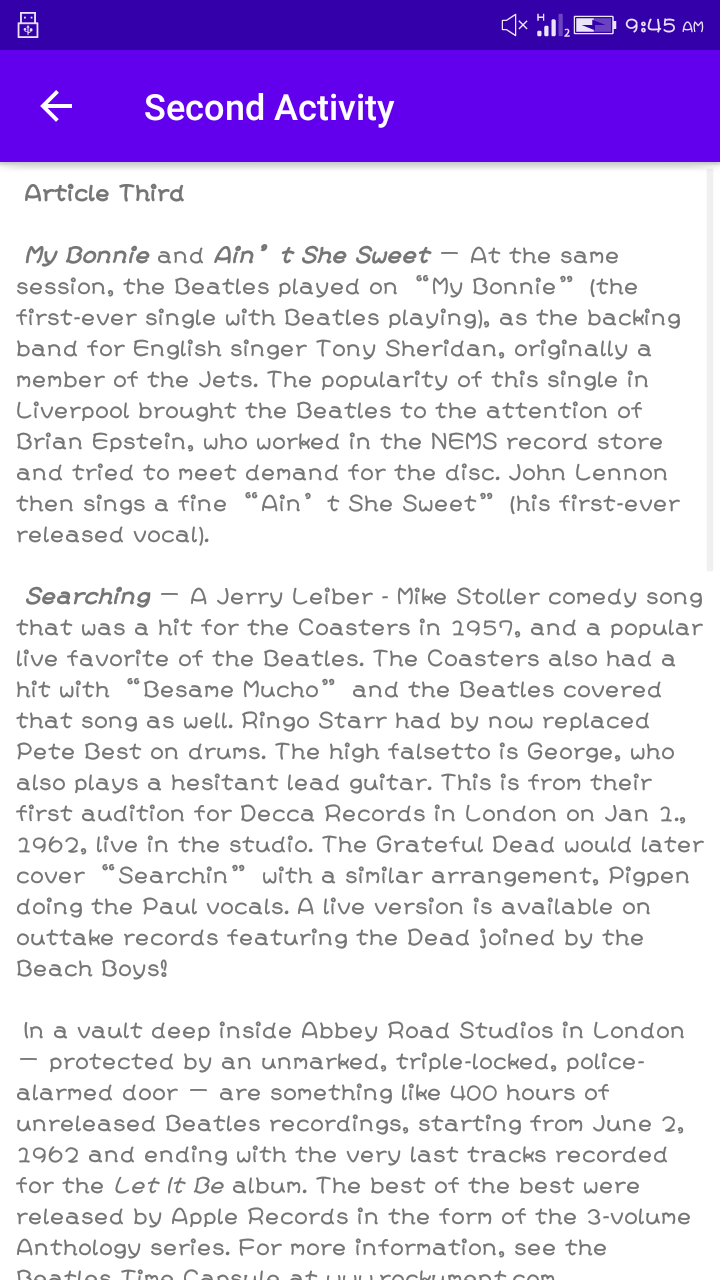 9:45 AM
Second Activity
Article Third
My Bonnie and Ain’t She Sweet — At the same
session, the Beatles played on “My Bonnie” (the
first-ever single with Beatles playing), as the backing
band for English singer Tony Sheridan, originally a
member of the Jets. The popularity of this single in
Liverpool brought the Beatles to the attention of
Brian Epstein, who worked in the NEMS record store
and tried to meet demand for the disc. John Lennon
then sings a fine “Ain’t She Sweet” (his first-ever
released vocal).
Searching — A Jerry Leiber - Mike Stoller comedy song
that was a hit for the Coasters in 1957, and a popular
live favorite of the Beatles. The Coasters also had a
hit with “Besame Mucho” and the Beatles covered
that song as well. Ringo Starr had by now replaced
Pete Best on drums. The high falsetto is George, who
also plays a hesitant lead guitar. This is from their
first audition for Decca Records in London on Jan 1.,
1962, live in the studio. The Grateful Dead would later
cover “Searchin” with a similar arrangement, Pigpen
doing the Paul vocals. A live version is available on
outtake records featuring the Dead joined by the
Beach Boys!
In a vault deep inside Abbey Road Studios in London
— protected by an unmarked, triple-locked, police-
alarmed door — are something like 400 hours of
unreleased Beatles recordings, starting from June 2,
1962 and ending with the very last tracks recorded
for the Let It Be album. The best of the best were
released by Apple Records in the form of the 3-volume
Anthology series. For more information, see the
Beatles Time Capsule at www.rockument.com